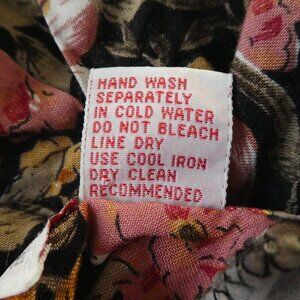 HAND WASH
SEPARATELY
IN COLD WATER
DO NOT BLEACH
LINE DRY
USE COOL IRON
DRY CLEAN
RECOMMENDED